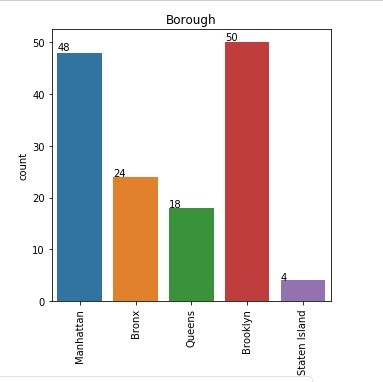 Borough
50
40
30
20
10
0
count
48
24
18
50
4
Manhattan
Bronx
Queens
Brooklyn
Staten Island